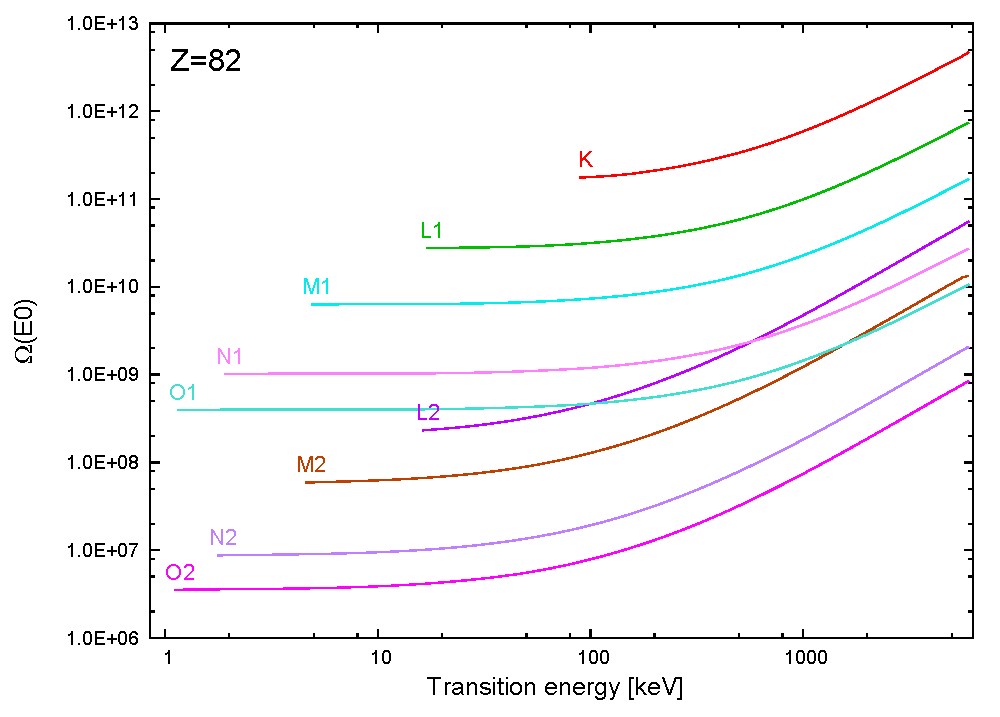 1.0E+13
Z=82
1.0E+12
K
1.0E+11
L1
M1
1.0E+10
Ω(E0)
N1
1.0E+09
O1
L2
M2
1.0E+08
N2
1.0E+07
O2
1.0E+06
1 10 100 1000
Transition energy [keV]